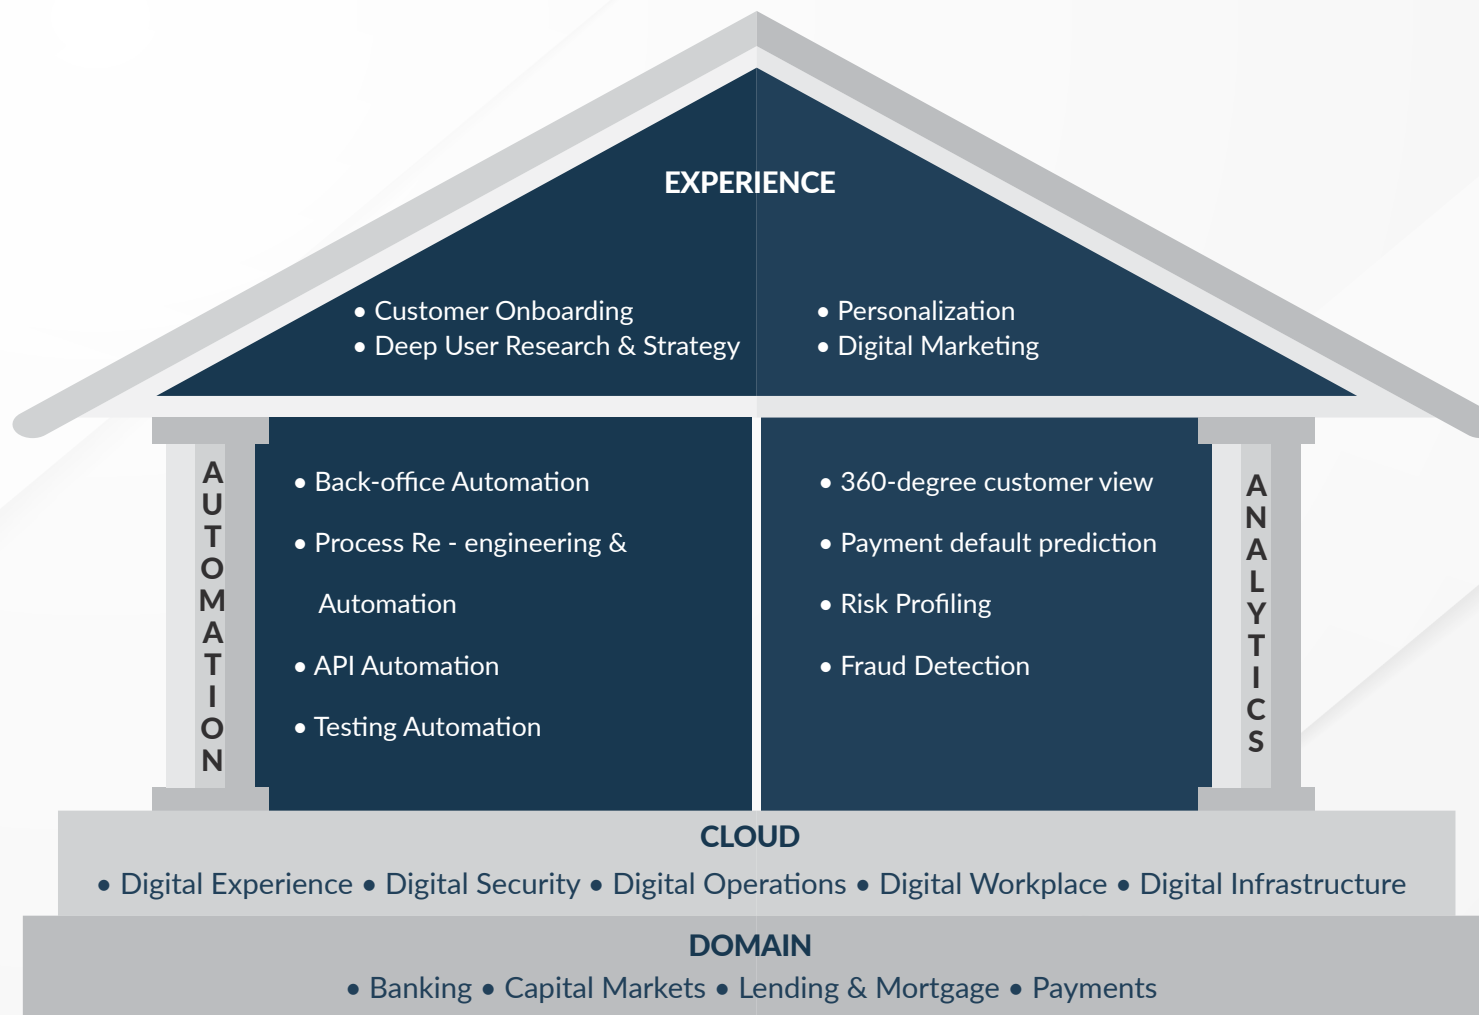 EXPERIENCE
• Customer Onboarding
• Deep User Research & Strategy
• Personalization
• Digital Marketing
AUTOMATION
• Back-office Automation
• Process Re - engineering &
Automation
• API Automation
• Testing Automation
• 360-degree customer view
• Payment default prediction
• Risk Profiling
• Fraud Detection
ANALYTICS
CLOUD
• Digital Experience • Digital Security • Digital Operations • Digital Workplace • Digital Infrastructure
DOMAIN
• Banking • Capital Markets • Lending & Mortgage • Payments